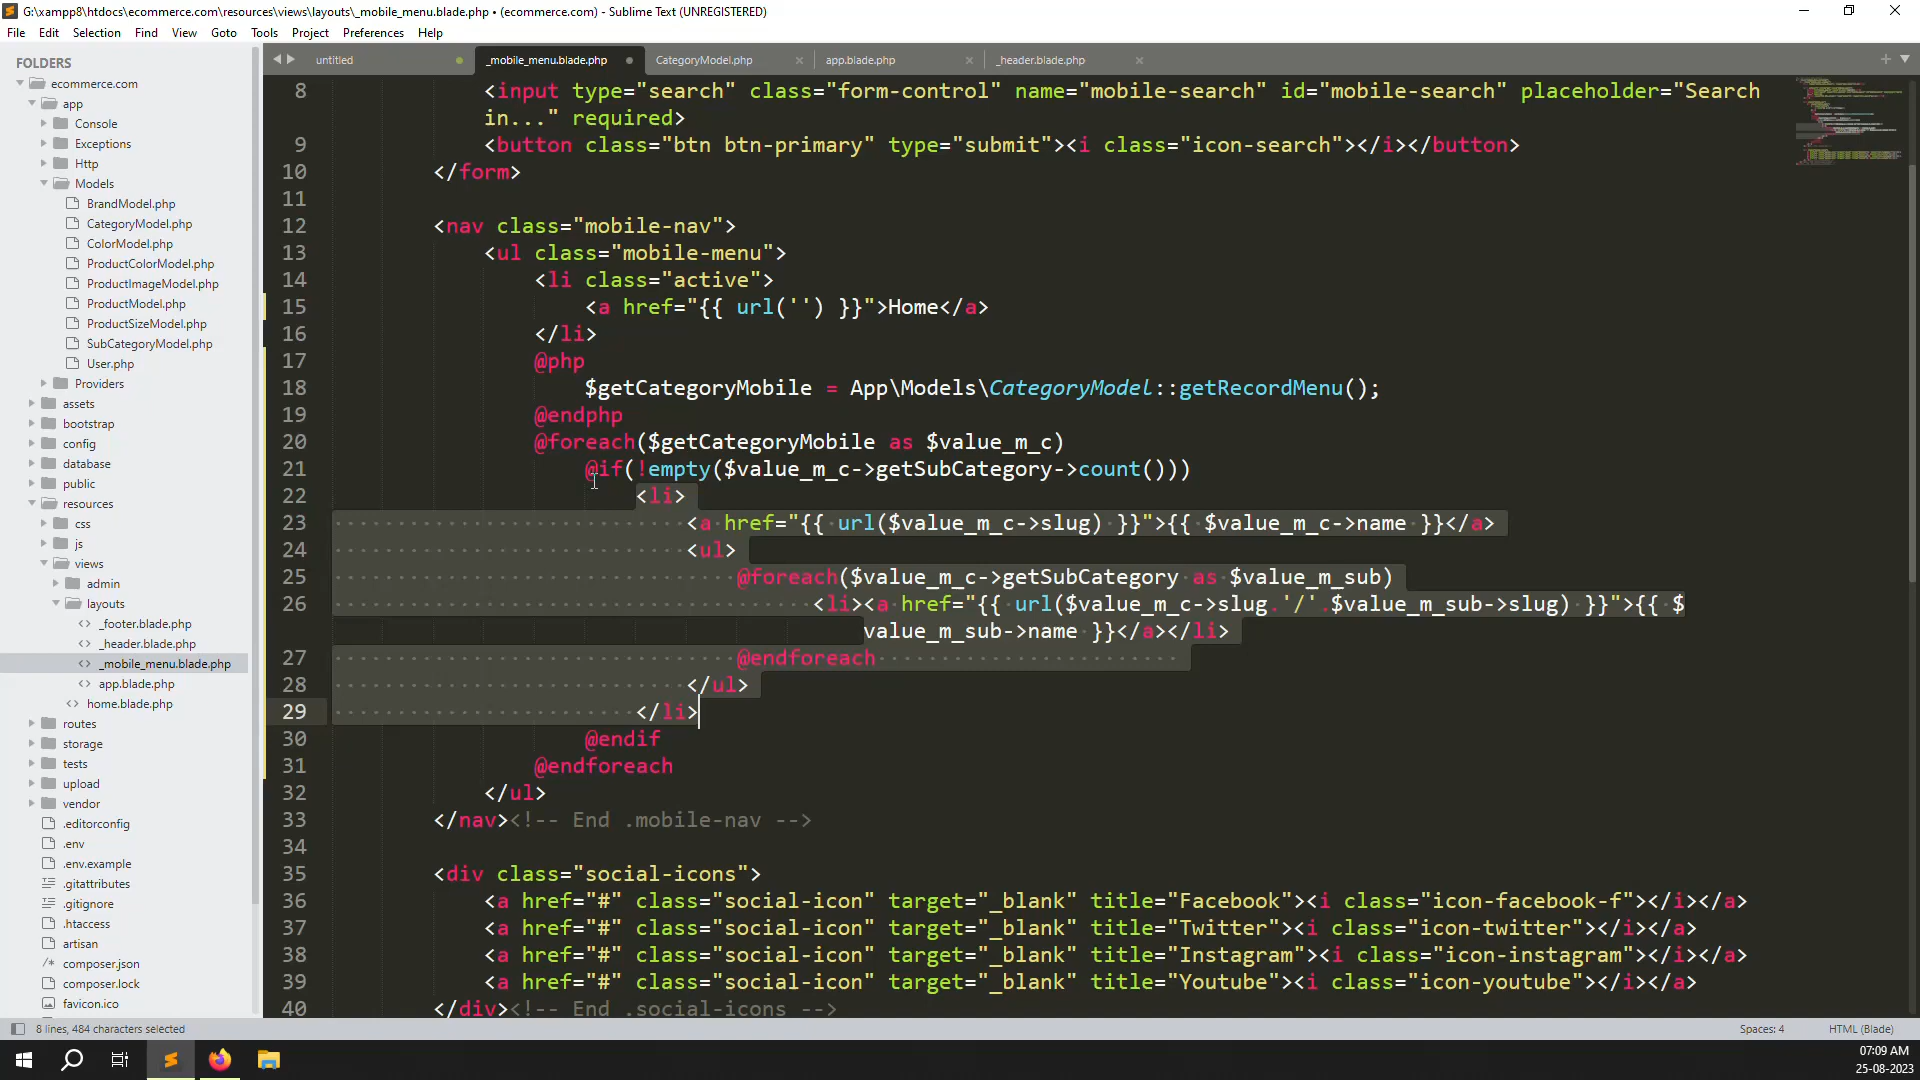 G:\xampp8\htdocs\ecommerce.com\resources\views\layouts\_mobile_menu.blade.php • (ecommerce.com) - Sublime Text (UNREGISTERED)
File Edit Selection Find View Goto Tools Project Preferences Help
FOLDERS
ecommerce.com
app
Console
Exceptions
Http
Models
BrandModel.php
CategoryModel.php
ColorModel.php
ProductColorModel.php
ProductImageModel.php
ProductModel.php
ProductSizeModel.php
SubCategoryModel.php
User.php
Providers
assets
bootstrap
config
database
public
resources
css
js
views
admin
layouts
_footer.blade.php
_header.blade.php
_mobile_menu.blade.php
app.blade.php
home.blade.php
routes
storage
tests
upload
vendor
.editorconfig
.env
.env.example
.gitattributes
.gitignore
.htaccess
artisan
composer.json
composer.lock
favicon.ico
untitled _mobile_menu.blade.php CategoryModel.php app.blade.php _header.blade.php
8 <input type="search" class="form-control" name="mobile-search" id="mobile-search" placeholder="Search
in..." required>
9 <button class="btn btn-primary" type="submit"><i class="icon-search"></i></button>
10 </form>
11
12 <nav class="mobile-nav">
13 <ul class="mobile-menu">
14 <li class="active">
15 <a href="{{ url('') }}">Home</a>
16 </li>
17 @php
18 $getCategoryMobile = App\Models\CategoryModel::getRecordMenu();
19 @endphp
20 @foreach($getCategoryMobile as $value_m_c)
21 @if(!empty($value_m_c->getSubCategory->count()))
22 <li>
23 <a href="{{ url($value_m_c->slug) }}">{{ $value_m_c->name }}</a>
24 <ul>
25 @foreach($value_m_c->getSubCategory as $value_m_sub)
26 <li><a href="{{ url($value_m_c->slug.'/'.$value_m_sub->slug) }}">{{ $
value_m_sub->name }}</a></li>
27 @endforeach
28 </ul>
29 </li>
30 @endif
31 @endforeach
32 </ul>
33 </nav><!-- End .mobile-nav -->
34
35 <div class="social-icons">
36 <a href="#" class="social-icon" target="_blank" title="Facebook"><i class="icon-facebook-f"></i></a>
37 <a href="#" class="social-icon" target="_blank" title="Twitter"><i class="icon-twitter"></i></a>
38 <a href="#" class="social-icon" target="_blank" title="Instagram"><i class="icon-instagram"></i></a>
39 <a href="#" class="social-icon" target="_blank" title="Youtube"><i class="icon-youtube"></i></a>
40 </div><!-- End .social-icons -->
8 lines, 484 characters selected Spaces: 4 HTML (Blade)
07:09 AM
25-08-2023